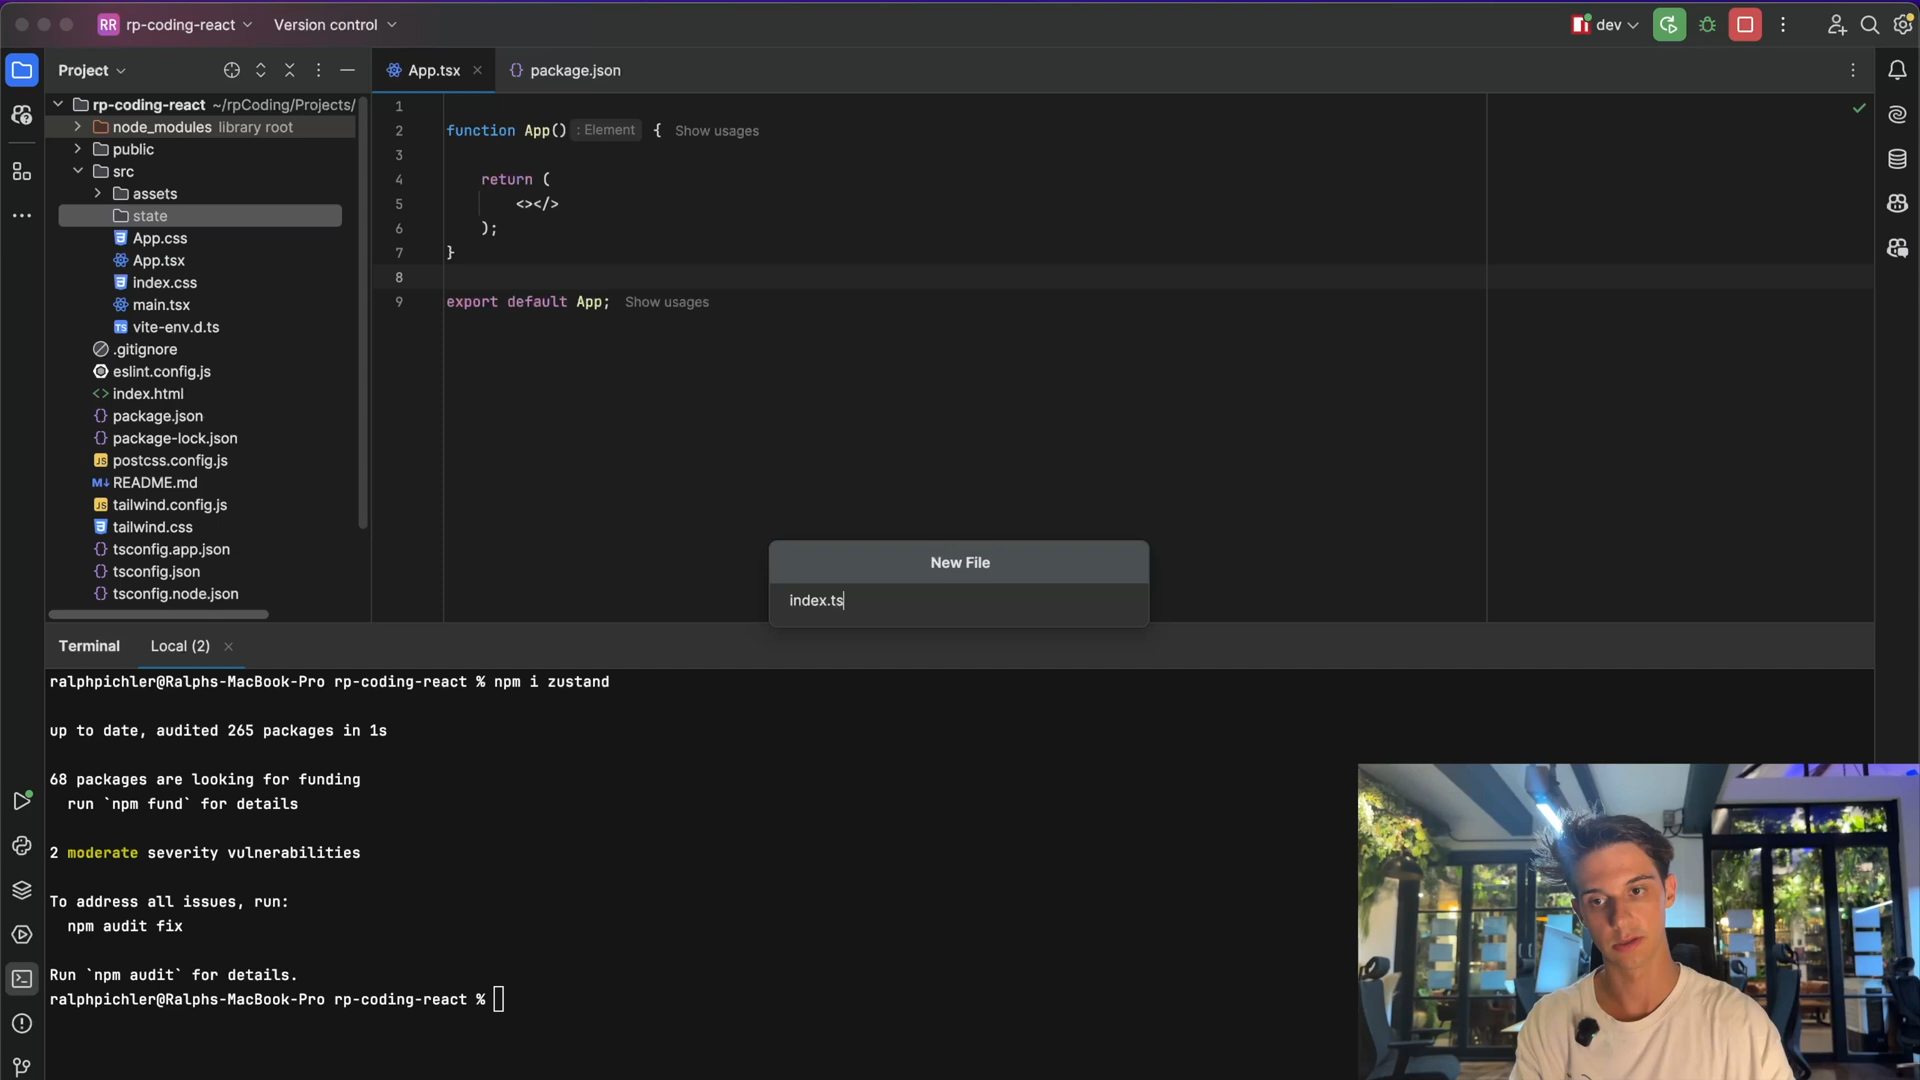 RR rp-coding-react
Version control
dev
Project
rp-coding-react ~/rpCoding/Projects/
node_modules library root
public
src
assets
state
App.css
App.tsx
index.css
main.tsx
TS vite-env.d.ts
.gitignore
eslint.config.js
<> index.html
{} package.json
{} package-lock.json
JS postcss.config.js
M↓ README.md
JS tailwind.config.js
tailwind.css
{} tsconfig.app.json
{} tsconfig.json
{} tsconfig.node.json
App.tsx
{} package.json
1
2 function App() : Element { Show usages
3
4 return (
5 <></>
6 );
7 }
8
9 export default App; Show usages
New File
index.ts
Terminal
Local (2)
ralphpichler@Ralphs-MacBook-Pro rp-coding-react % npm i zustand
up to date, audited 265 packages in 1s
68 packages are looking for funding
run `npm fund` for details
2 moderate severity vulnerabilities
To address all issues, run:
npm audit fix
Run `npm audit` for details.
ralphpichler@Ralphs-MacBook-Pro rp-coding-react %